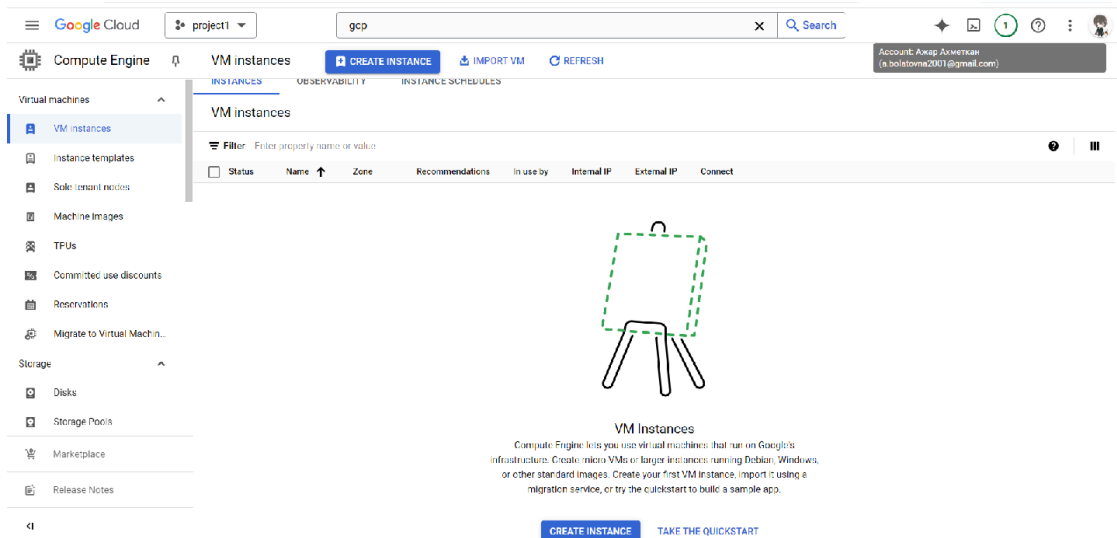 Google Cloud
project1
gcp
Search
1
Account: Ажар Ахметкан
(a.bolatovna2001@gmail.com)
Compute Engine
VM instances
CREATE INSTANCE
IMPORT VM
REFRESH
INSTANCES
OBSERVABILITY
INSTANCE SCHEDULES
Virtual machines
VM instances
Instance templates
Sole tenant nodes
Machine images
TPUs
Committed use discounts
Reservations
Migrate to Virtual Machin...
Storage
Disks
Storage Pools
Marketplace
Release Notes
VM instances
Filter Enter property name or value
Status Name Zone Recommendations In use by Internal IP External IP Connect
VM Instances
Compute Engine lets you use virtual machines that run on Google's
infrastructure. Create micro VMs or larger instances running Debian, Windows,
or other standard images. Create your first VM instance, import it using a
migration service, or try the quickstart to build a sample app.
CREATE INSTANCE
TAKE THE QUICKSTART